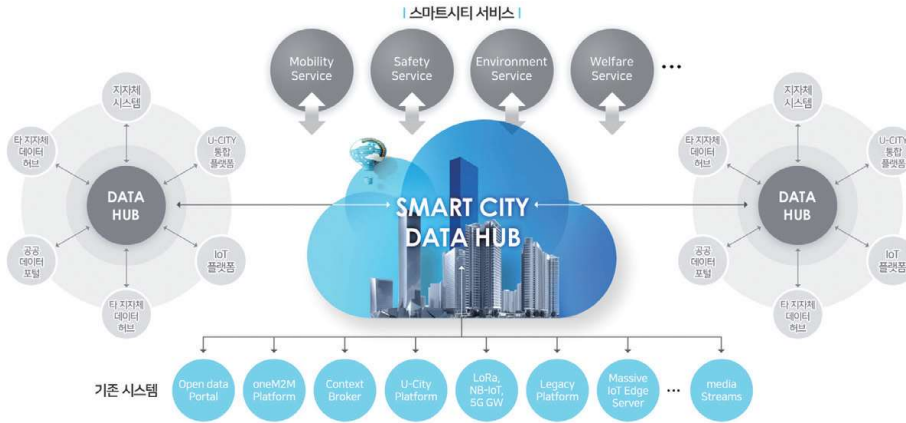 | 스마트시티 서비스 |
Mobility
Service
Safety
Service
Environment
Service
Welfare
Service
...
지자체
시스템
타 지자체
데이터
허브
U-CITY
통합
플랫폼
DATA
HUB
공공
데이터
포털
IoT
플랫폼
타 지자체
데이터
허브
SMART CITY
DATA HUB
지자체
시스템
타 지자체
데이터
허브
U-CITY
통합
플랫폼
DATA
HUB
공공
데이터
포털
IoT
플랫폼
타 지자체
데이터
허브
기존 시스템
Open data
Portal
oneM2M
Platform
Context
Broker
U-City
Platform
LoRa,
NB-IoT,
5G GW
Legacy
Platform
Massive
IoT Edge
Server
...
media
Streams